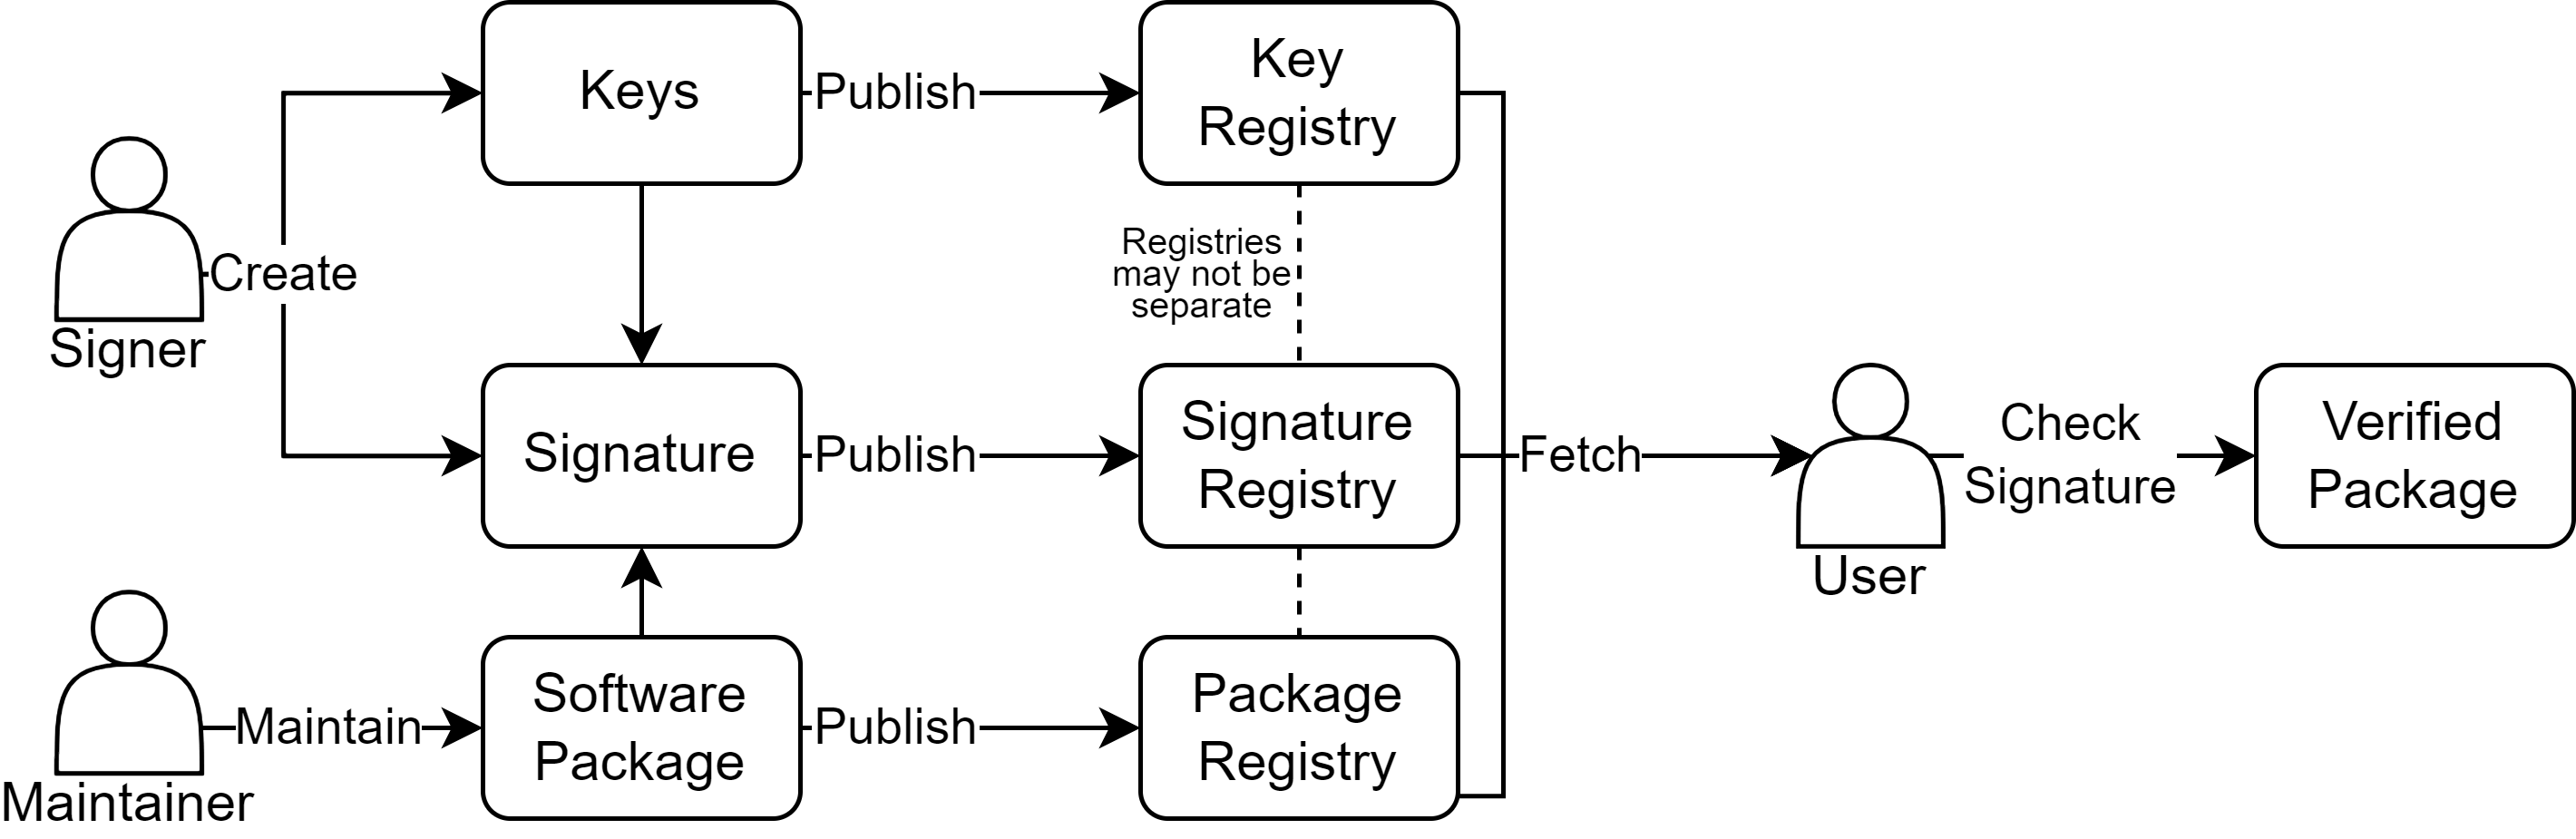 Keys
Publish
Key
Registry
Signer
Create
Registries
may not be
separate
Signature
Publish
Signature
Registry
Fetch
User
Check
Signature
Verified
Package
Maintainer
Maintain
Software
Package
Publish
Package
Registry